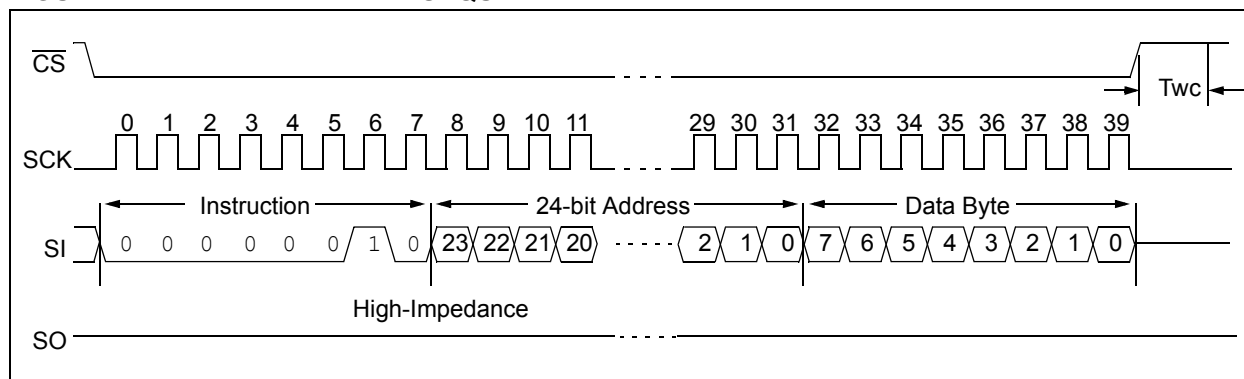 CS
Twc
0 1 2 3 4 5 6 7 8 9 10 11 29 30 31 32 33 34 35 36 37 38 39
SCK
Instruction 24-bit Address Data Byte
SI 0 0 0 0 0 0 1 0 23 22 21 20 2 1 0 7 6 5 4 3 2 1 0
High-Impedance
SO